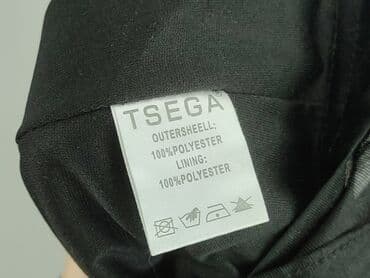 TSEGA®
OUTERSHEELL:
100%POLYESTER
LINING:
100%POLYESTER